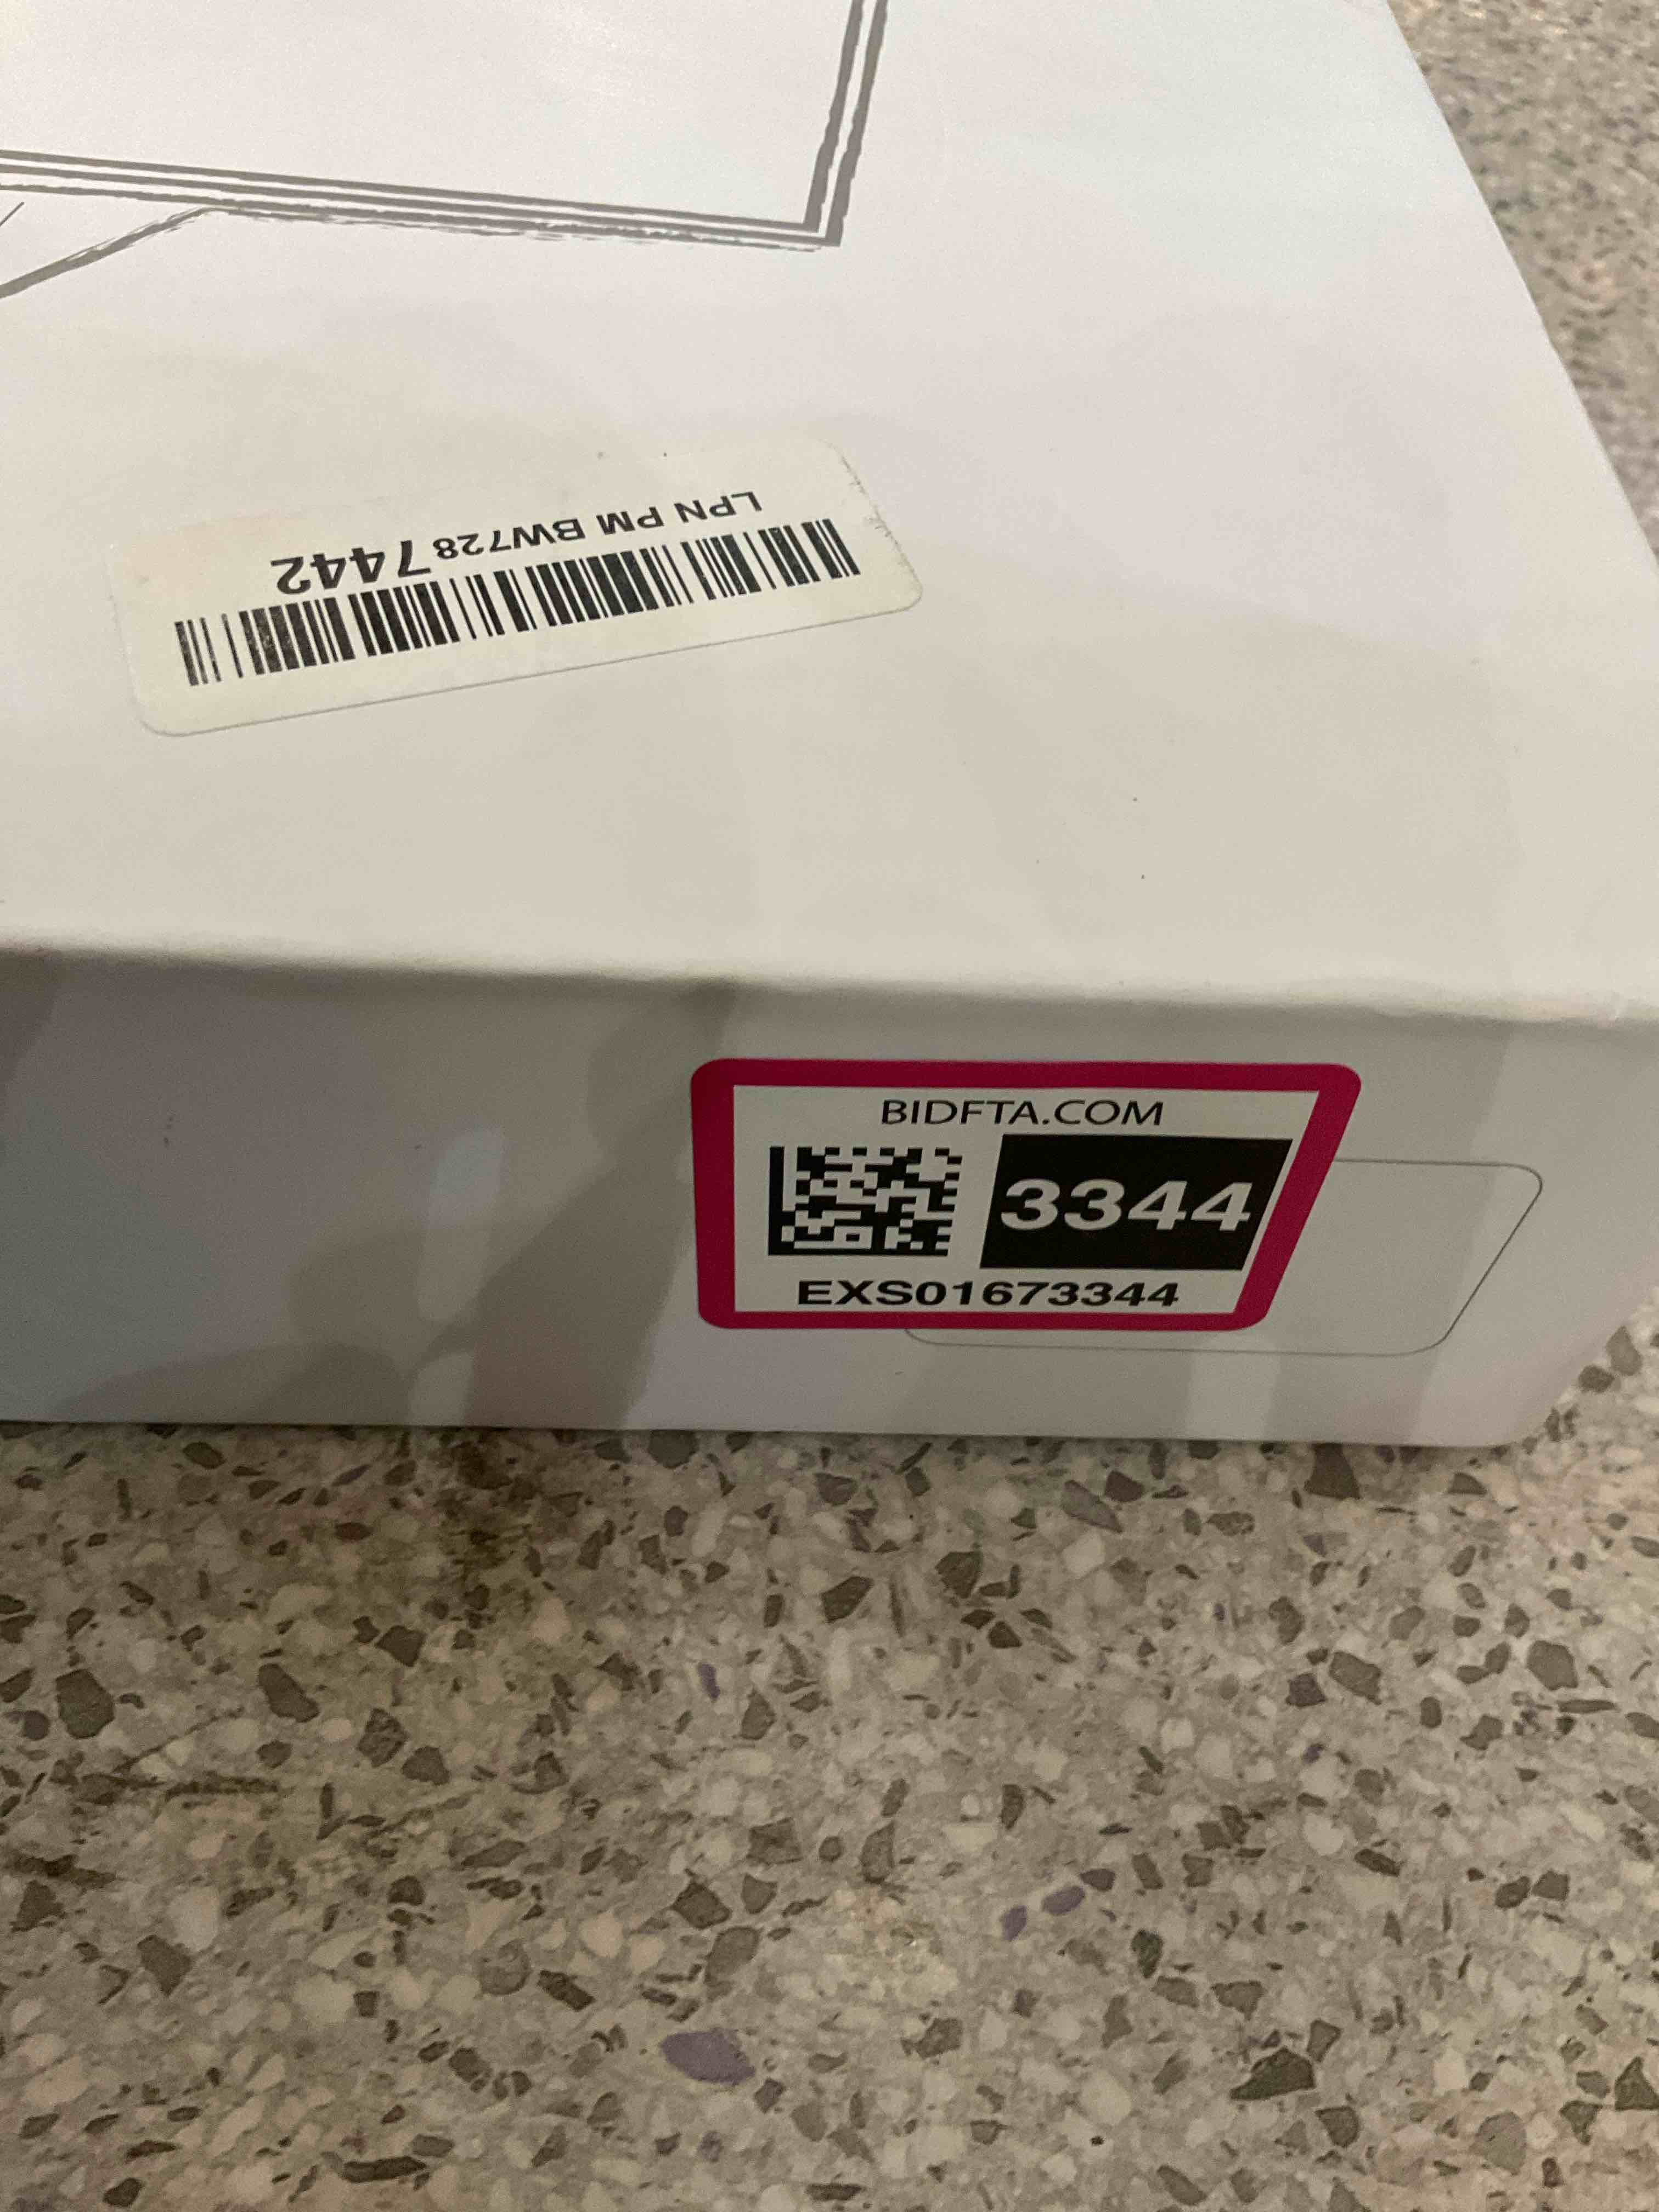 LPN PM BW728 7442
BIDFTA.COM
3344
EXS01673344